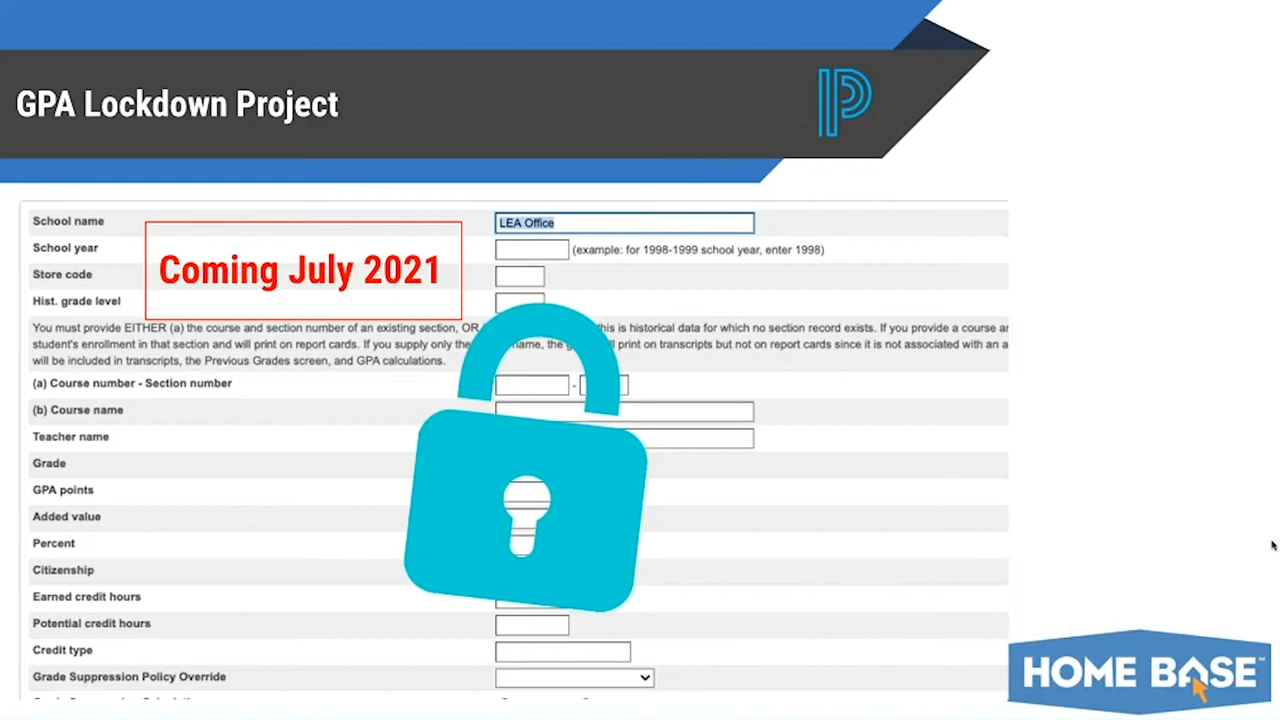 GPA Lockdown Project
School name
LEA Office
Coming July 2021
School year
(example: for 1998-1999 school year, enter 1998)
Store code
Hist. grade level
You must provide EITHER (a) the course and section number of an existing section, OR this is historical data for which no section record exists. If you provide a course
student's enrollment in that section and will print on report cards. If you supply only the name, the print on transcripts but not on report cards since it is not associated with an
will be included in transcripts, the Previous Grades screen, and GPA calculations.
(a) Course number - Section number
-
(b) Course name
Teacher name
Grade
GPA points
Added value
Percent
Citizenship
Earned credit hours
Potential credit hours
Credit type
Grade Suppression Policy Override
HOME BASE™